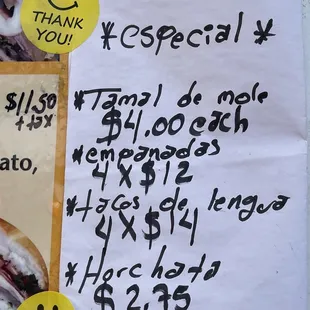 THANK
YOU!
$11.50
+ tax
ato,
*especial*
*Tamal de mole
$4.00 each
*empanadas
4 x $12
*tacos de lengua
4 x $14
*Horchata
$2.75